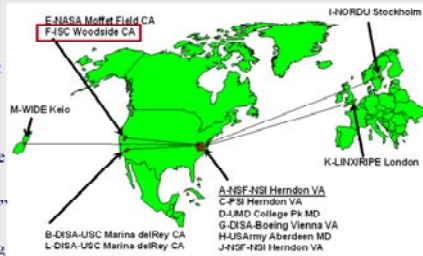 E-NASA Moffet Field CA
F-ISC Woodside CA
I-NORDU Stockholm
M-WIDE Keio
K-LINX/RIPE London
A-NSF-NSI Herndon VA
C-PSI Herndon VA
D-UMD College Pk MD
G-DISA-Boeing Vienna VA
H-USArmy Aberdeen MD
J-NSF-NSI Herndon VA
B-DISA-USC Marina delRey CA
L-DISA-USC Marina delRey CA